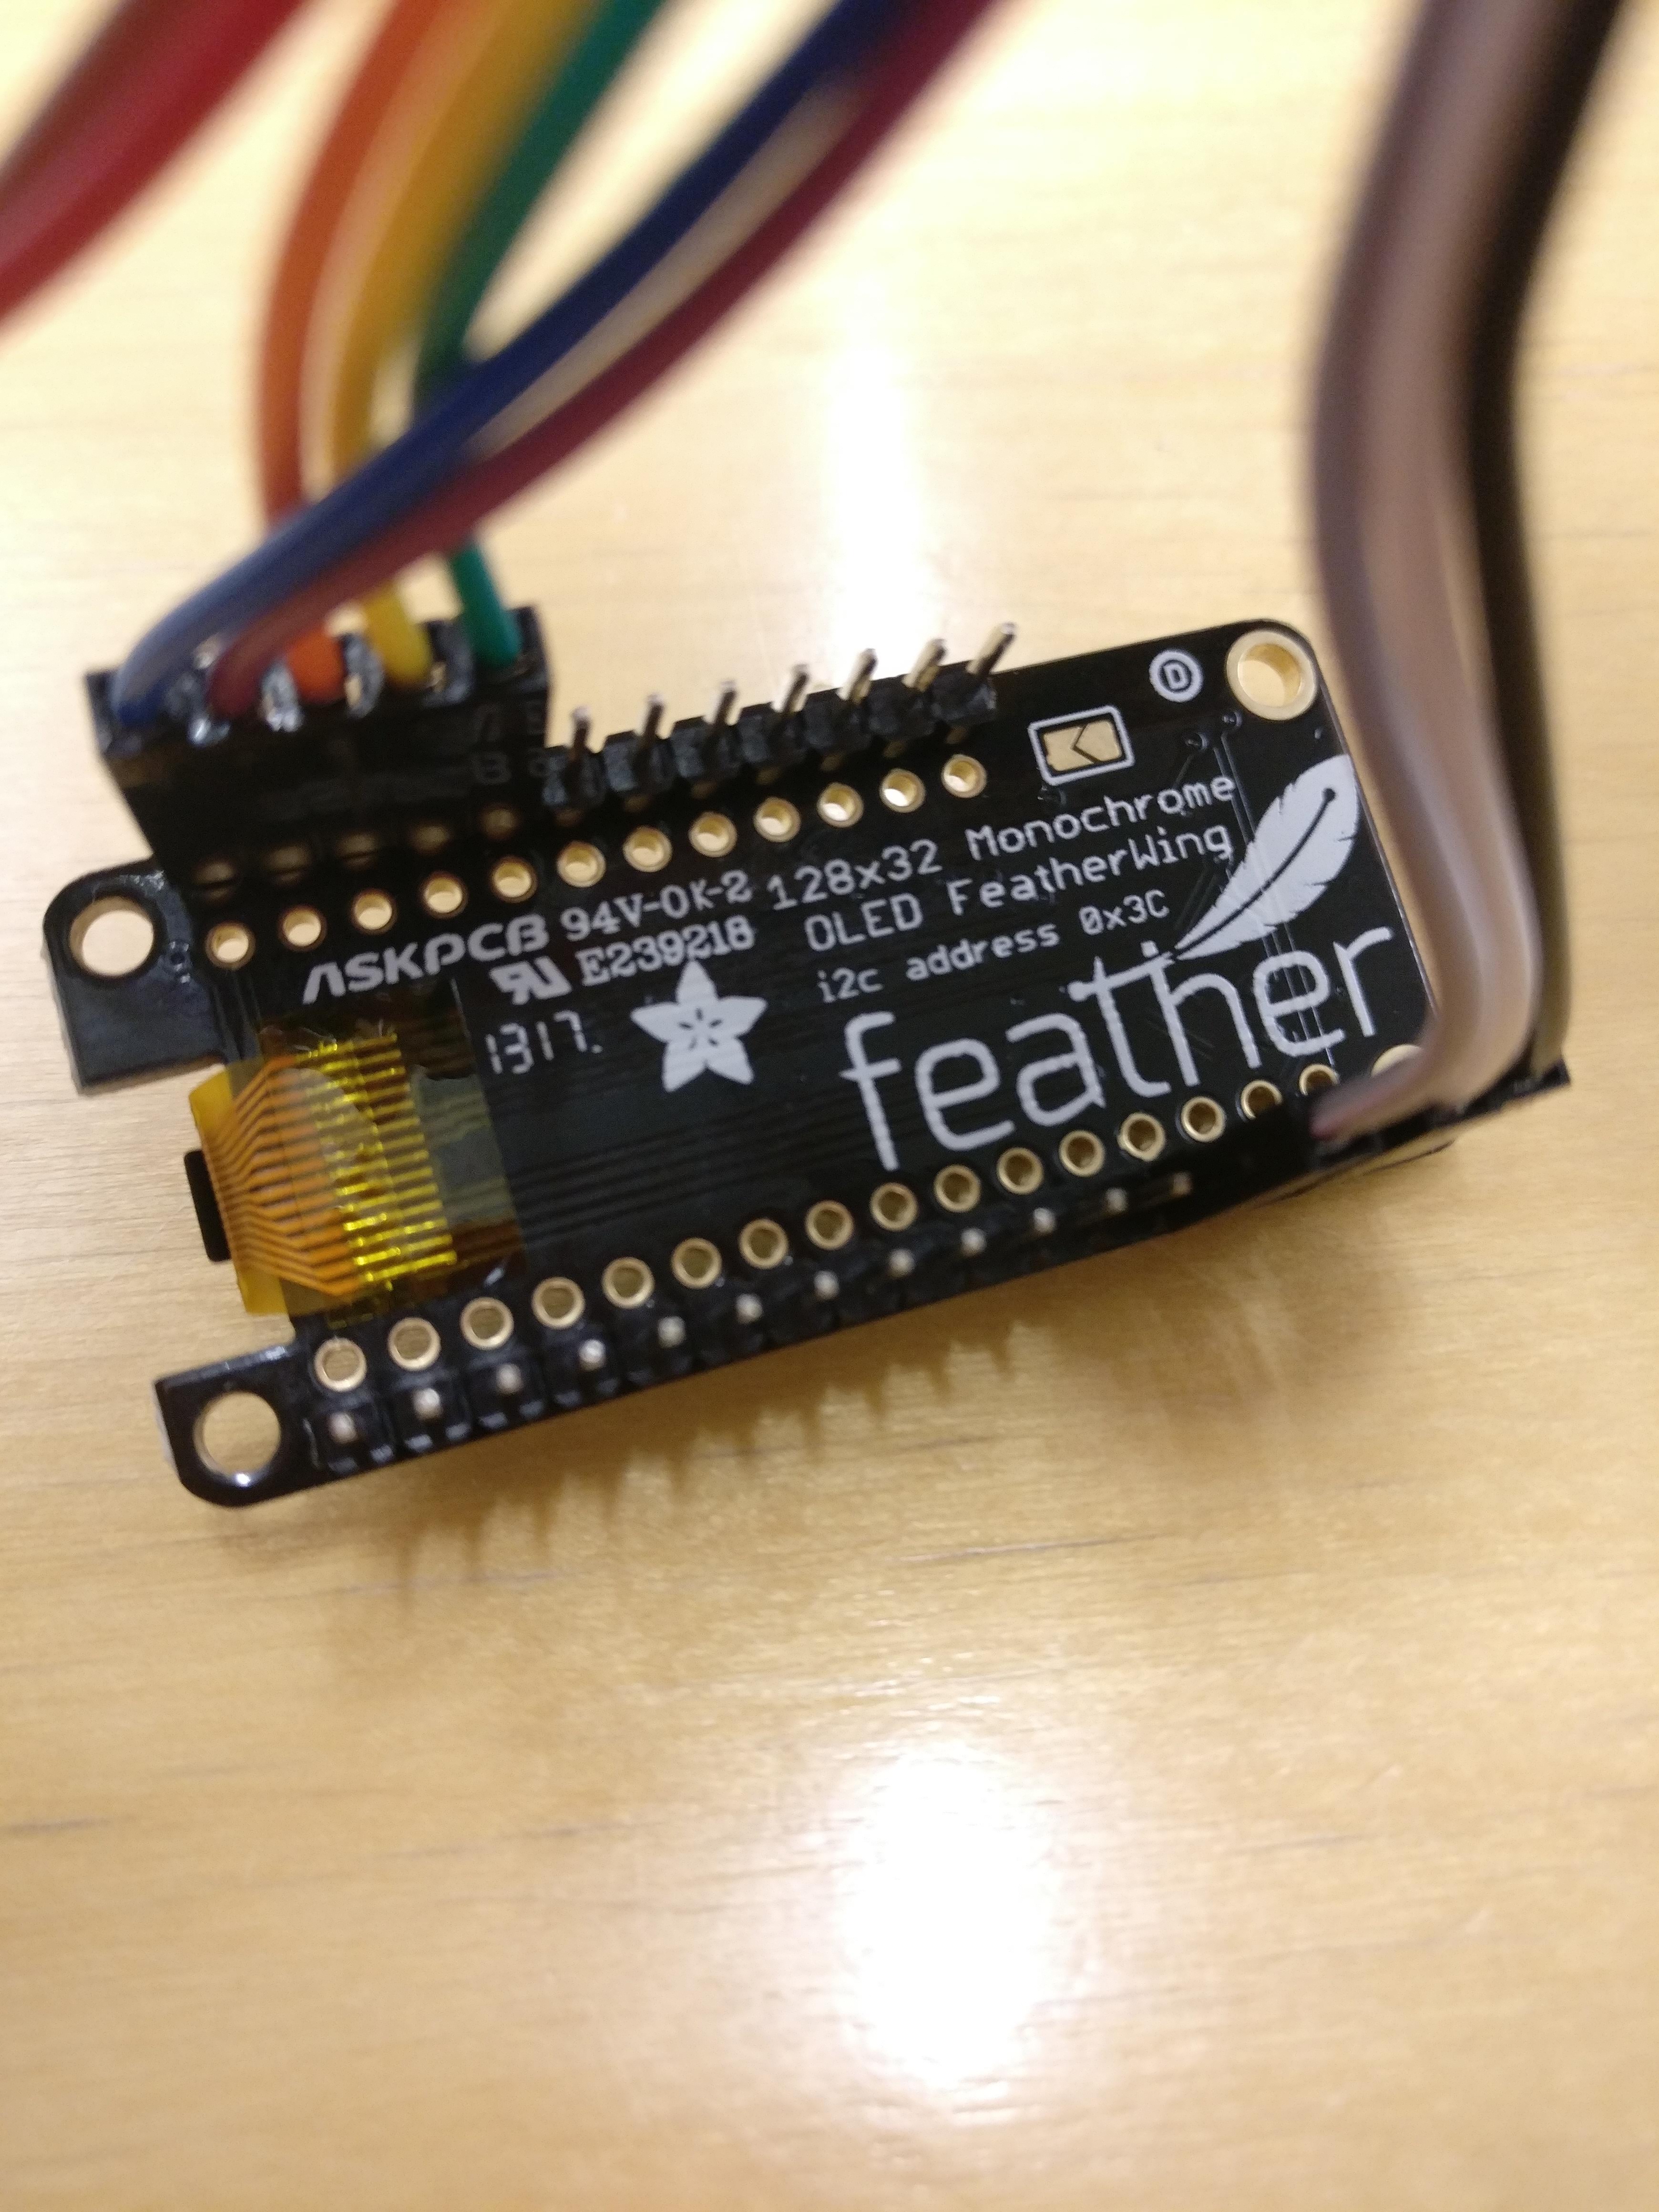 D
128x32 Monochrome
OLED FeatherWing
i2c address 0x3C
feather
ASKPCB 94V-0K-2
E239218
1317.